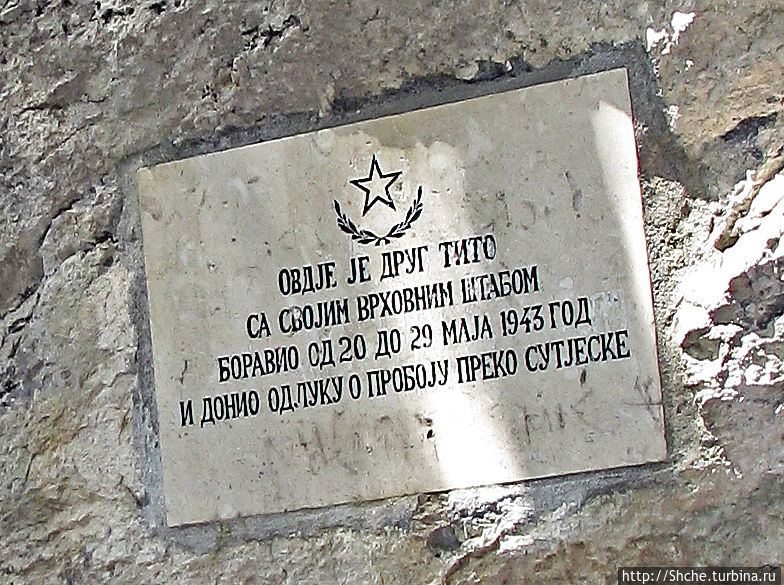 ОВДЈЕ ЈЕ ДРУГ ТИТО
СА СВОЈИМ ВРХОВНИМ ШТАБОМ
БОРАВИО ОД 20 ДО 29 МАЈА 1943 ГОД
И ДОНИО ОДЛУКУ О ПРОБОЈУ ПРЕКО СУТЈЕСКЕ
http://Shche.turbina.ru